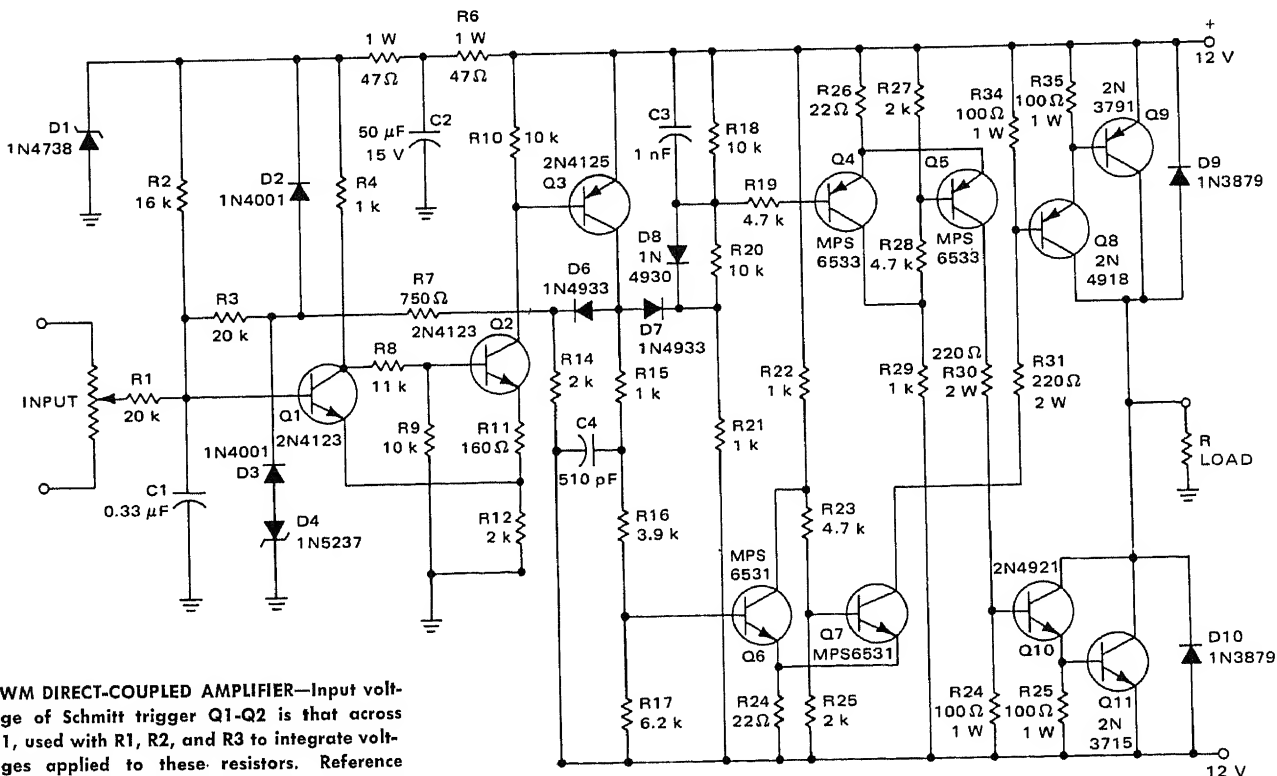 R6
1 W
1 W
47Ω
47Ω
+
12 V
D1
1N4738
R2
16 k
D2
1N4001
R4
1 k
50 µF
15 V
C2
R10
10 k
2N4125
Q3
C3
1 nF
R18
10 k
R19
4.7 k
R26
22Ω
R27
2 k
Q4
MPS
6533
Q5
MPS
6533
R28
4.7 k
R34
100Ω
1 W
R35
100Ω
1 W
2N
3791
Q9
D9
1N3879
Q8
2N
4918
D8
1N
4930
R20
10 k
D6
1N4933
D7
1N4933
R7
750Ω
2N4123
Q2
R3
20 k
R8
11 k
R14
2 k
R15
1 k
R22
1 k
R29
1 k
220Ω
R30
2 W
R31
220Ω
2 W
INPUT
R1
20 k
Q1
2N4123
R9
10 k
R11
160Ω
C4
510 pF
R21
1 k
R
LOAD
1N4001
D3
C1
0.33 µF
D4
1N5237
R12
2 k
R16
3.9 k
R23
4.7 k
MPS
6531
Q6
Q7
MPS6531
2N4921
Q10
D10
1N3879
Q11
2N
3715
R17
6.2 k
R24
22Ω
R25
2 k
R24
100Ω
1 W
R25
100Ω
1 W
12 V
WM DIRECT-COUPLED AMPLIFIER—Input volt-
ge of Schmitt trigger Q1-Q2 is that across
1, used with R1, R2, and R3 to integrate volt-
ges applied to these resistors. Reference